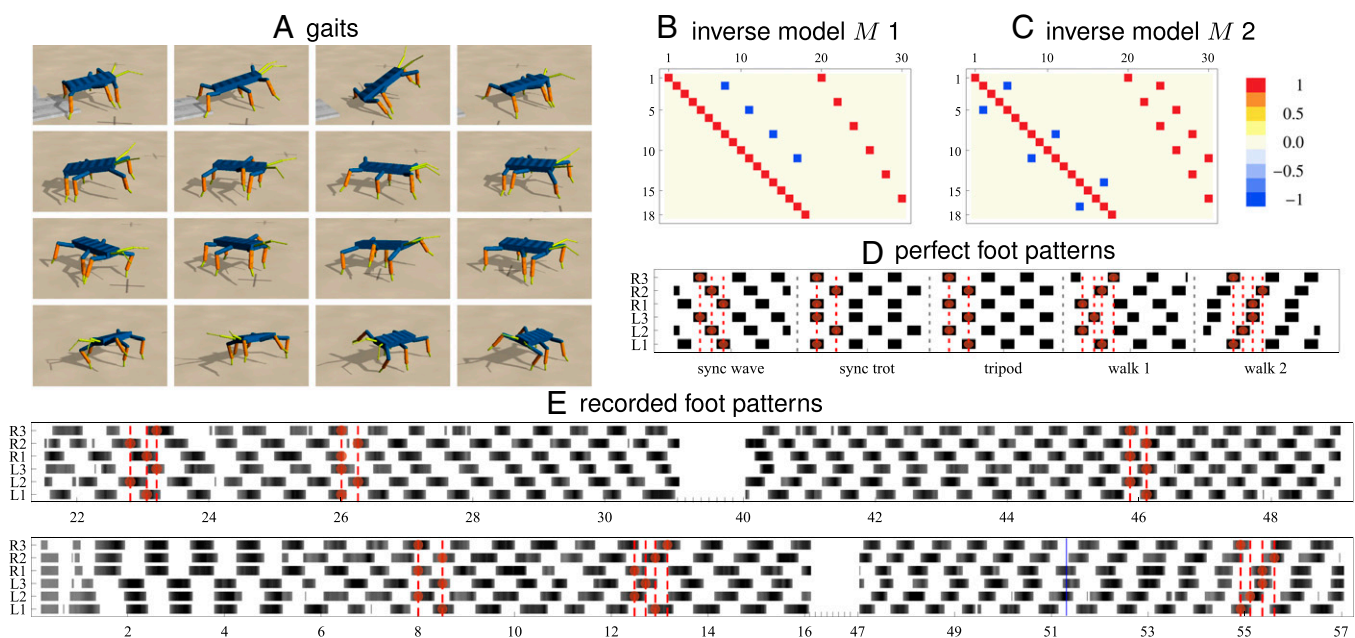 A gaits
B inverse model M 1
1 10 20 30
1
5
10
15
18
C inverse model M 2
1 10 20 30
1
5
10
15
18
1
0.5
0.0
−0.5
−1
D perfect foot patterns
R3
R2
R1
L3
L2
L1
sync wave sync trot tripod walk 1 walk 2
E recorded foot patterns
R3
R2
R1
L3
L2
L1
22 24 26 28 30 40 42 44 46 48
R3
R2
R1
L3
L2
L1
2 4 6 8 10 12 14 16 47 49 51 53 55 57